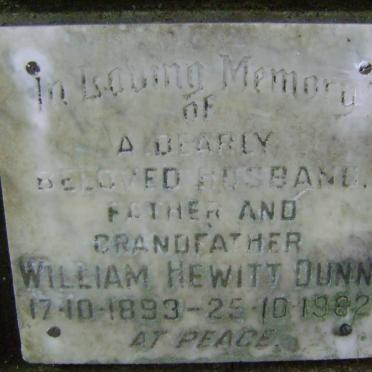 In Loving Memory
of
A DEARLY
BELOVED HUSBAND,
FATHER AND
GRANDFATHER
WILLIAM HEWITT DUNN
17-10-1893-25-10-1982
AT PEACE.